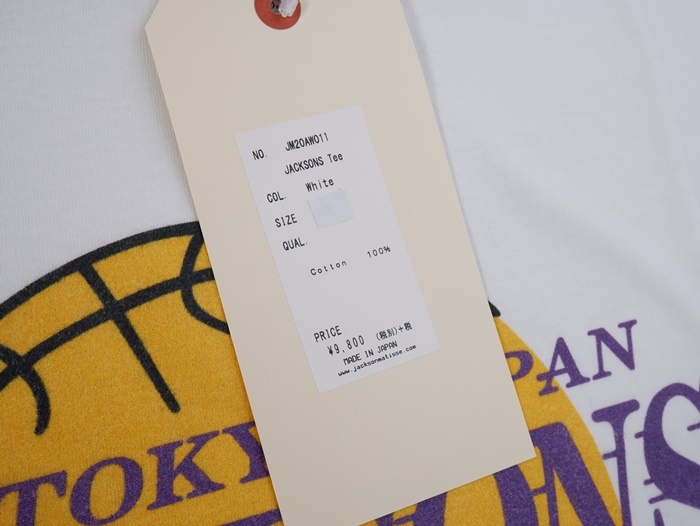 NO. JM20AW011
JACKSONS Tee
COL. White
SIZE
QUAL.
Cotton 100%
PRICE
¥9,800 (税別)+税
MADE IN JAPAN
www.jacksonmatisse.com
TOKY
PAN
ONS